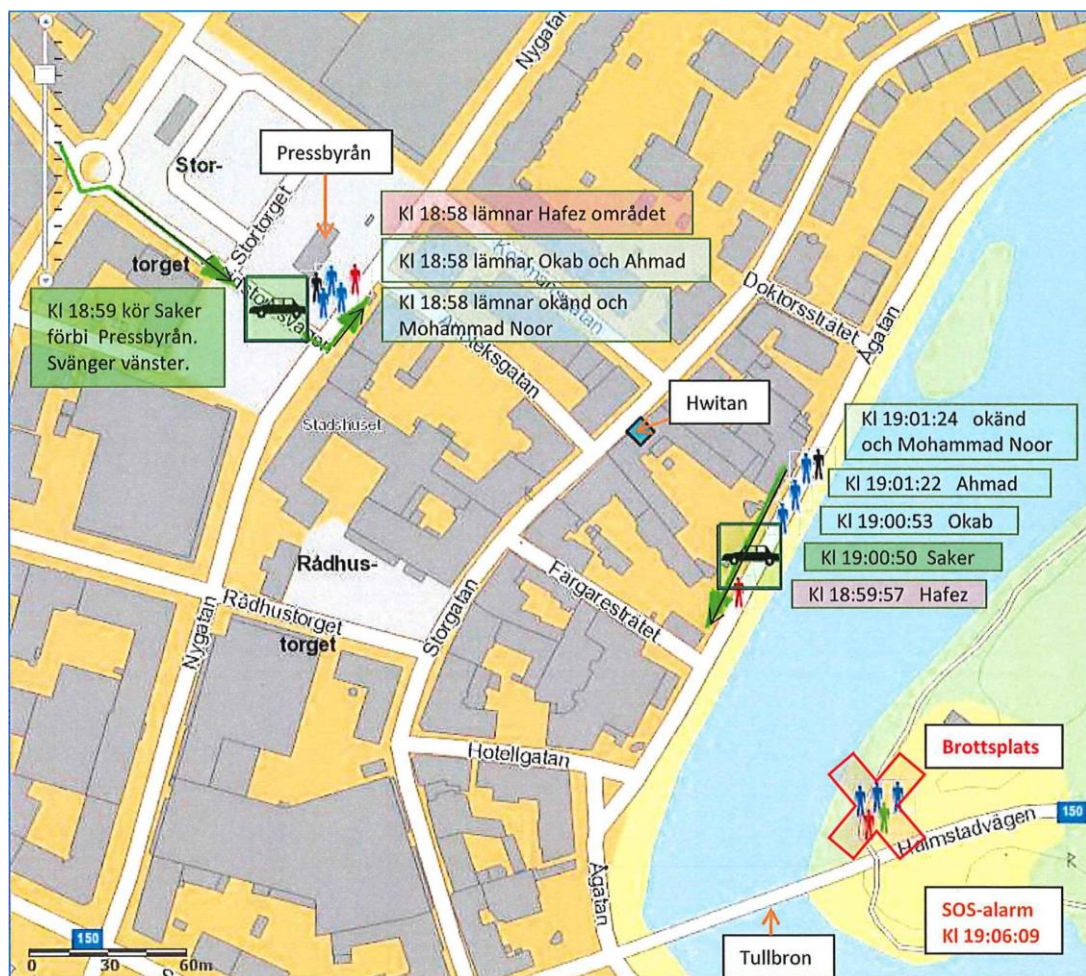 Nygatan
Stor-
Pressbyrån
Stortorget
torget
Kl 18:58 lämnar Hafez området
Kl 18:58 lämnar Okab och Ahmad
Kl 18:58 lämnar okänd och
Mohammad Noor
Kl 18:59 kör Saker
förbi Pressbyrån.
Svänger vänster.
Doktorssträtet
Ågatan
Stadshuset
Hwitan
Kl 19:01:24 okänd
och Mohammad Noor
Kl 19:01:22 Ahmad
Kl 19:00:53 Okab
Kl 19:00:50 Saker
Kl 18:59:57 Hafez
Rådhus-
Rådhustorget
torget
Färgaresträtet
Nygatan
Storgatan
Hotellgatan
Brottsplats
150
Halmstadvägen
R
Ågatan
SOS-alarm
Kl 19:06:09
150
Tullbron
0 30 60m